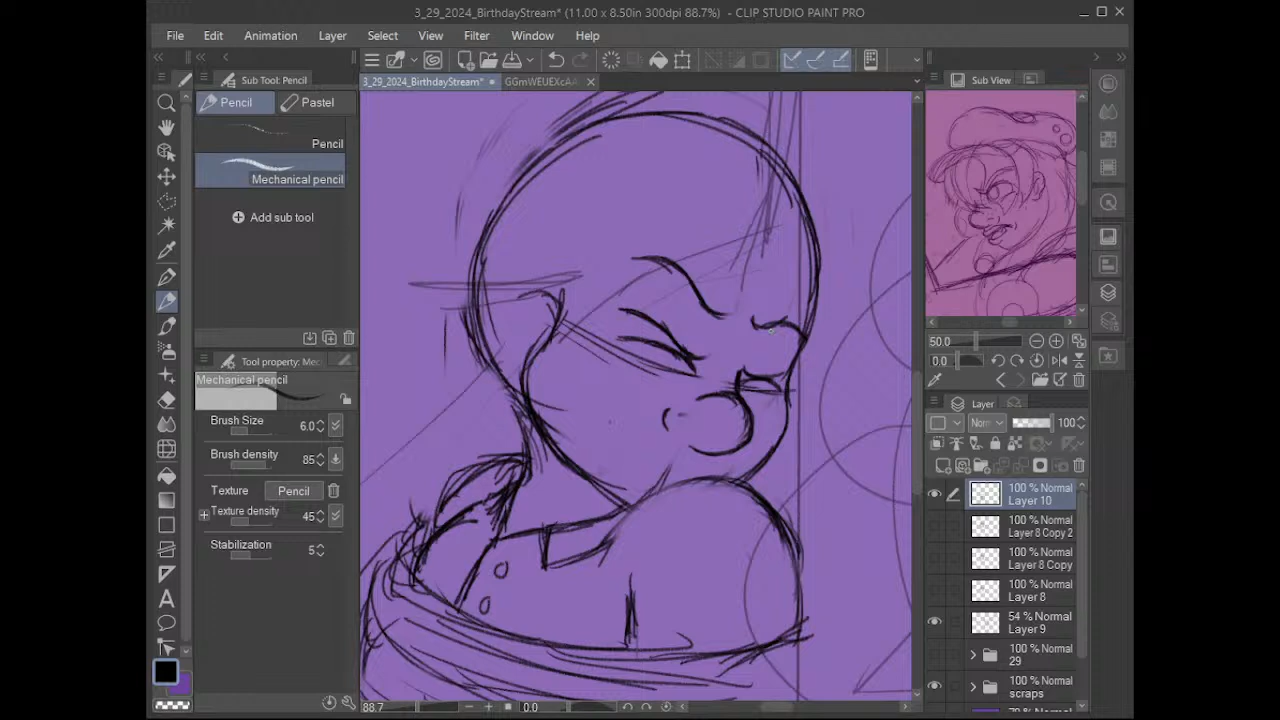 3_29_2024_BirthdayStream* (11.00 x 8.50in 300dpi 88.7%) - CLIP STUDIO PAINT PRO
File Edit Animation Layer Select View Filter Window Help
Sub Tool: Pencil
3_29_2024_BirthdayStream*
GGmWEUEXcAA
Sub View
Pencil
Pastel
Pencil
Mechanical pencil
Add sub tool
Tool property: Mec
Mechanical pencil
Brush Size 6.0
Brush density 85
Texture Pencil
Texture density 45
Stabilization 5
50.0
0.0
Layer
Norn 100
100 % Normal
Layer 10
100 % Normal
Layer 8 Copy 2
100 % Normal
Layer 8 Copy
100 % Normal
Layer 8
54 % Normal
Layer 9
100 % Normal
29
100 % Normal
scraps
88.7 0.0